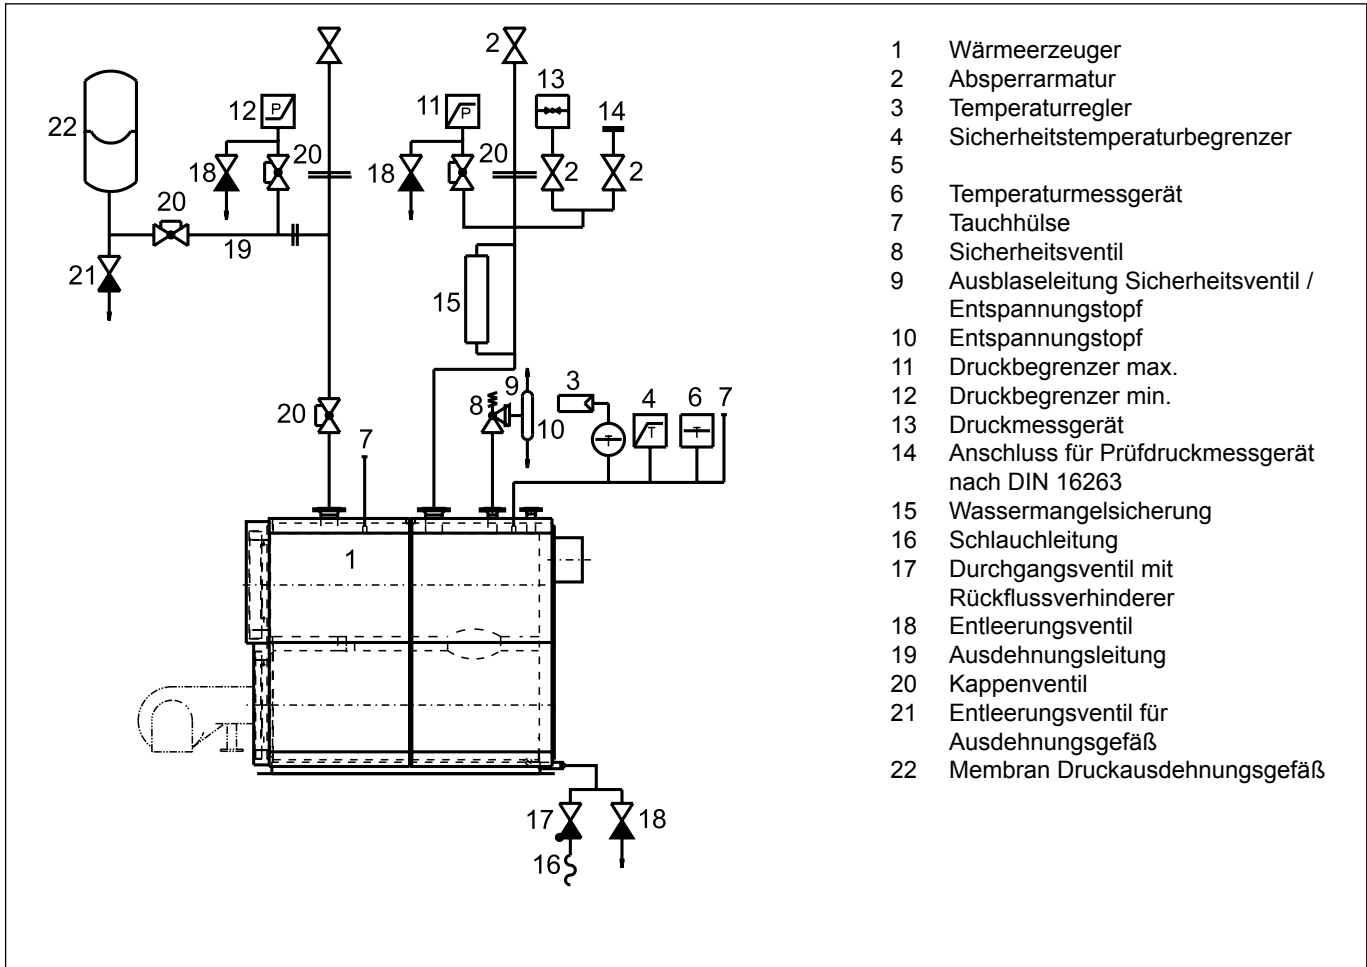 2
13
12
P
11
P
14
22
20
20
18
18
2
2
20
19
21
15
9
3
4
6
7
8
20
T
T
T
10
7
1
17
18
16
1 Wärmeerzeuger
2 Absperrarmatur
3 Temperaturregler
4 Sicherheitstemperaturbegrenzer
5
6 Temperaturmessgerät
7 Tauchhülse
8 Sicherheitsventil
9 Ausblaseleitung Sicherheitsventil /
Entspannungstopf
10 Entspannungstopf
11 Druckbegrenzer max.
12 Druckbegrenzer min.
13 Druckmessgerät
14 Anschluss für Prüfdruckmessgerät
nach DIN 16263
15 Wassermangelsicherung
16 Schlauchleitung
17 Durchgangsventil mit
Rückflussverhinderer
18 Entleerungsventil
19 Ausdehnungsleitung
20 Kappenventil
21 Entleerungsventil für
Ausdehnungsgefäß
22 Membran Druckausdehnungsgefäß